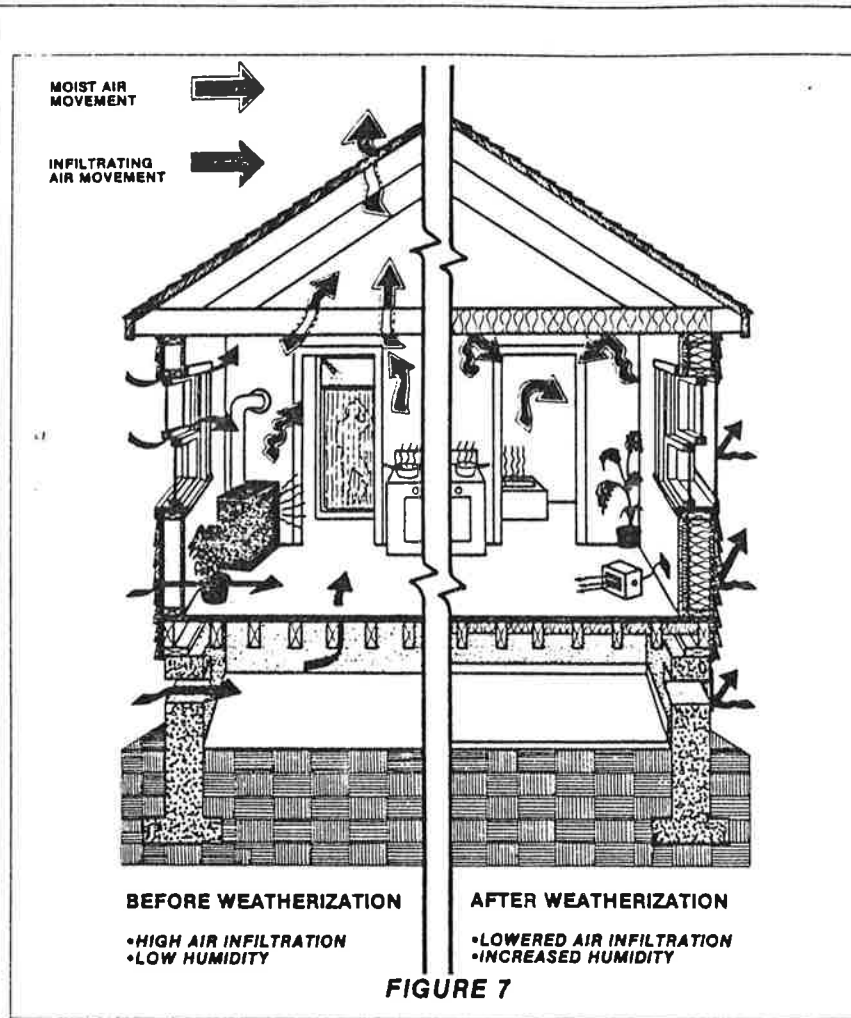 MOIST AIR
MOVEMENT
INFILTRATING
AIR MOVEMENT
BEFORE WEATHERIZATION
•HIGH AIR INFILTRATION
•LOW HUMIDITY
AFTER WEATHERIZATION
•LOWERED AIR INFILTRATION
•INCREASED HUMIDITY
FIGURE 7